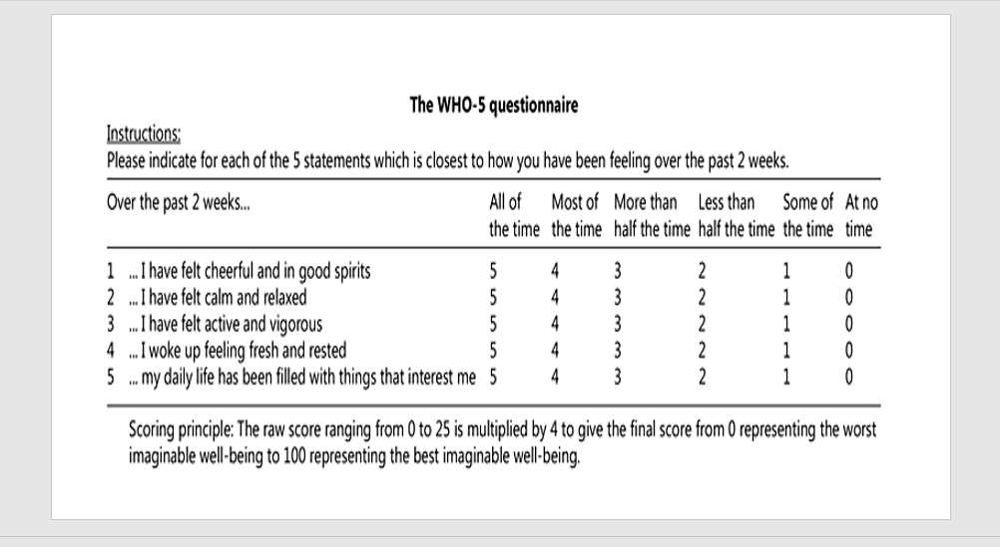 The WHO-5 questionnaire
Instructions:
Please indicate for each of the 5 statements which is closest to how you have been feeling over the past 2 weeks.
Over the past 2 weeks... All of the time Most of the time More than half the time Less than half the time Some of the time At no time
1 ... I have felt cheerful and in good spirits 5 4 3 2 1 0
2 ... I have felt calm and relaxed 5 4 3 2 1 0
3 ... I have felt active and vigorous 5 4 3 2 1 0
4 ... I woke up feeling fresh and rested 5 4 3 2 1 0
5 ... my daily life has been filled with things that interest me 5 4 3 2 1 0
Scoring principle: The raw score ranging from 0 to 25 is multiplied by 4 to give the final score from 0 representing the worst
imaginable well-being to 100 representing the best imaginable well-being.